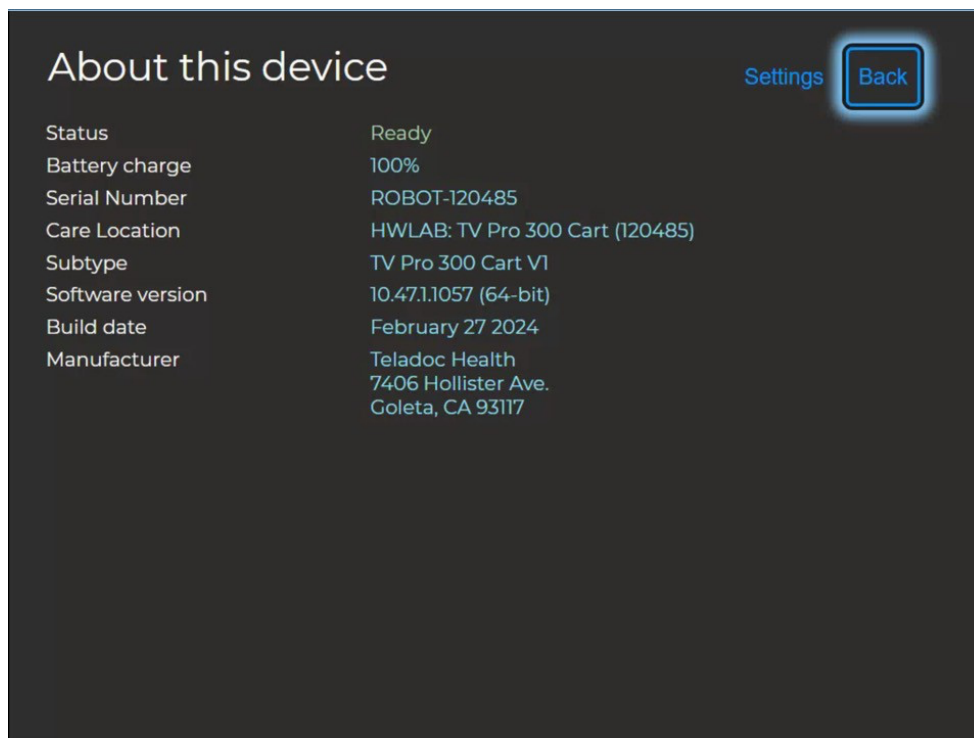 About this device
Settings Back
Status Ready
Battery charge 100%
Serial Number ROBOT-120485
Care Location HWLAB: TV Pro 300 Cart (120485)
Subtype TV Pro 300 Cart V1
Software version 10.47.1.1057 (64-bit)
Build date February 27 2024
Manufacturer Teladoc Health
7406 Hollister Ave.
Goleta, CA 93117